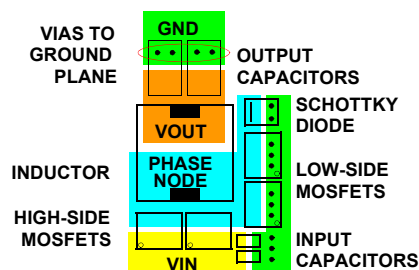 GND
VIAS TO
GROUND
PLANE
OUTPUT
CAPACITORS
SCHOTTKY
DIODE
VOUT
INDUCTOR
PHASE
NODE
LOW-SIDE
MOSFETS
HIGH-SIDE
MOSFETS
INPUT
CAPACITORS
VIN